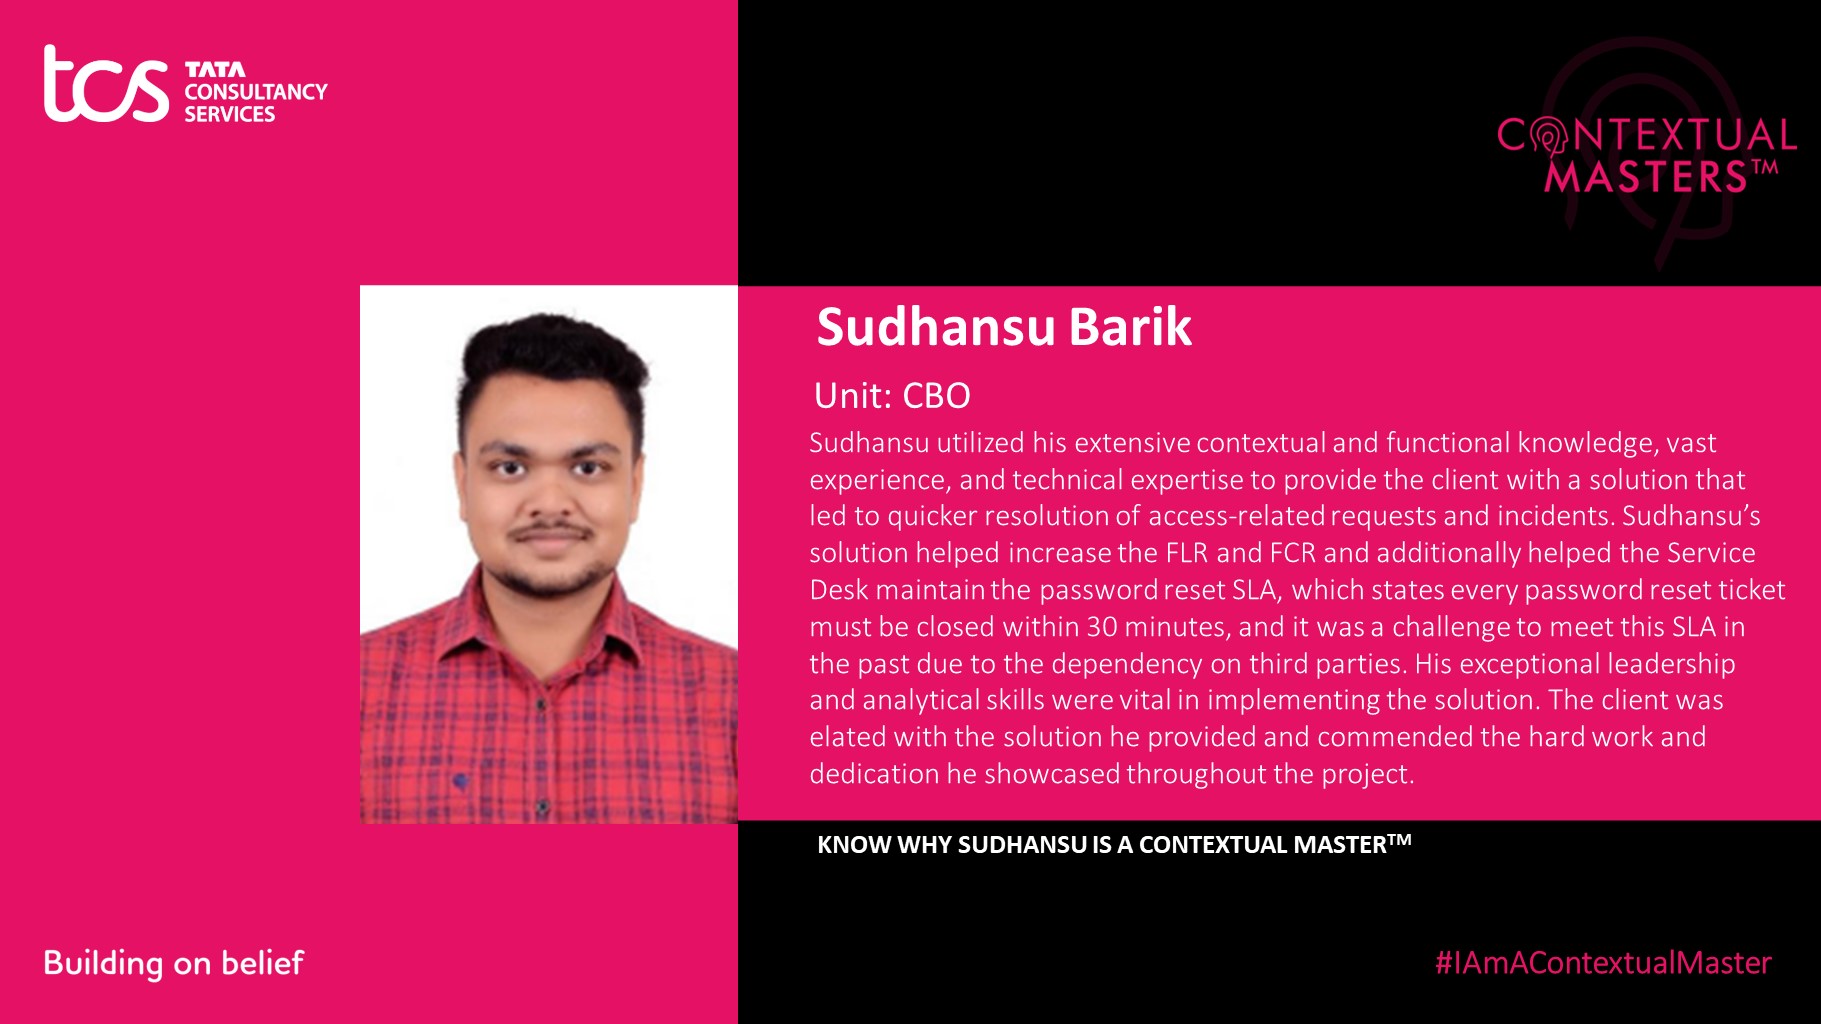 tcs TATA
CONSULTANCY
SERVICES
CONTEXTUAL
MASTERS™
Sudhansu Barik
Unit: CBO
Sudhansu utilized his extensive contextual and functional knowledge, vast
experience, and technical expertise to provide the client with a solution that
led to quicker resolution of access-related requests and incidents. Sudhansu’s
solution helped increase the FLR and FCR and additionally helped the Service
Desk maintain the password reset SLA, which states every password reset ticket
must be closed within 30 minutes, and it was a challenge to meet this SLA in
the past due to the dependency on third parties. His exceptional leadership
and analytical skills were vital in implementing the solution. The client was
elated with the solution he provided and commended the hard work and
dedication he showcased throughout the project.
KNOW WHY SUDHANSU IS A CONTEXTUAL MASTER™
Building on belief
#IAmAContextualMaster